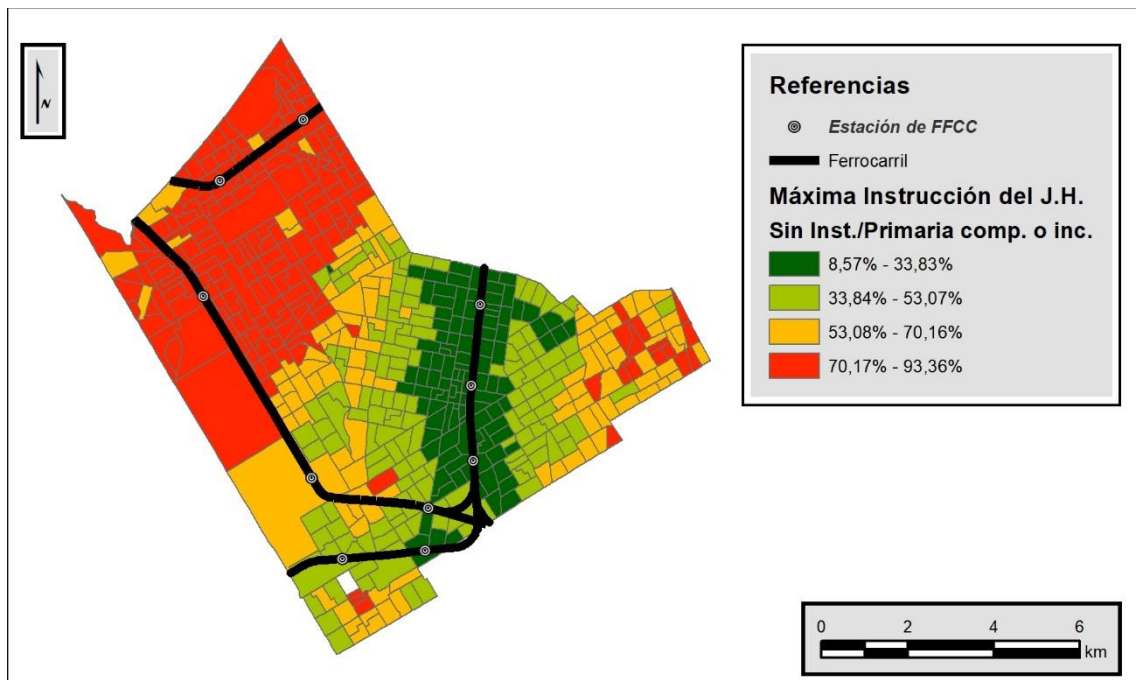 N
Referencias
Estación de FFCC
Ferrocarril
Máxima Instrucción del J.H.
Sin Inst./Primaria comp. o inc.
8,57% - 33,83%
33,84% - 53,07%
53,08% - 70,16%
70,17% - 93,36%
0 2 4 6
km